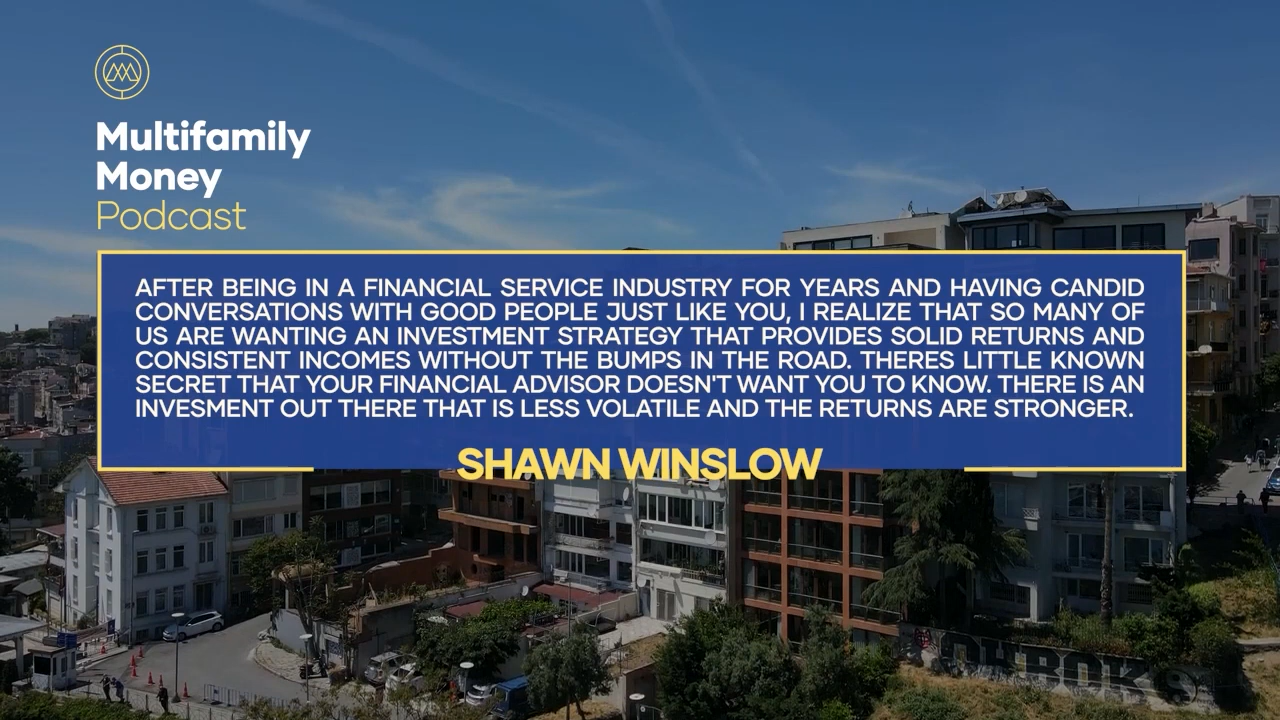 Multifamily
Money
Podcast
AFTER BEING IN A FINANCIAL SERVICE INDUSTRY FOR YEARS AND HAVING CANDID
CONVERSATIONS WITH GOOD PEOPLE JUST LIKE YOU, I REALIZE THAT SO MANY OF
US ARE WANTING AN INVESTMENT STRATEGY THAT PROVIDES SOLID RETURNS AND
CONSISTENT INCOMES WITHOUT THE BUMPS IN THE ROAD. THERES LITTLE KNOWN
SECRET THAT YOUR FINANCIAL ADVISOR DOESN'T WANT YOU TO KNOW. THERE IS AN
INVESMENT OUT THERE THAT IS LESS VOLATILE AND THE RETURNS ARE STRONGER.
SHAWN WINSLOW